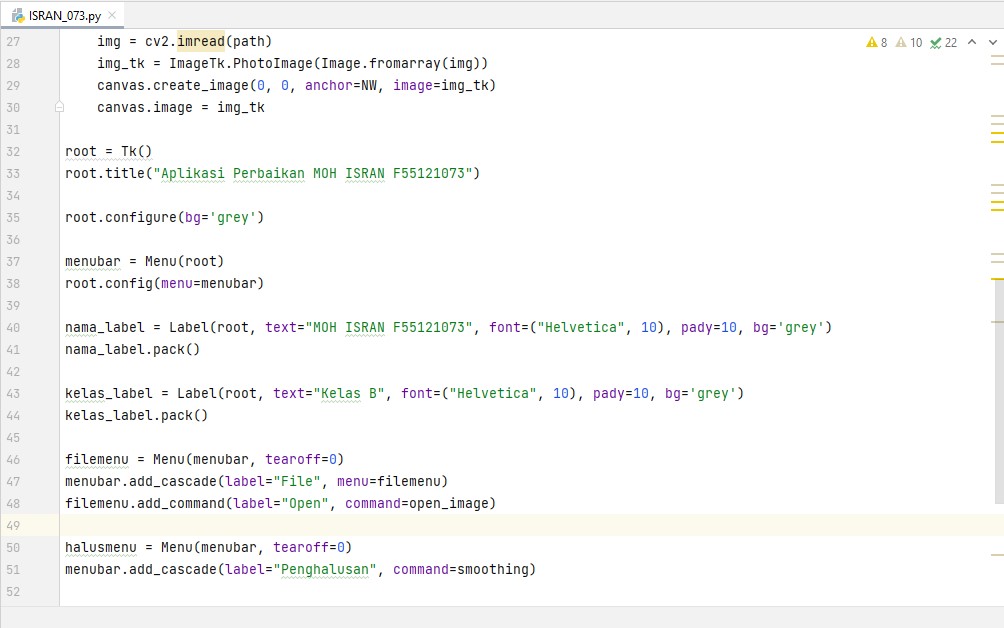 ISRAN_073.py
8 10 22
27 img = cv2.imread(path)
28 img_tk = ImageTk.PhotoImage(Image.fromarray(img))
29 canvas.create_image(0, 0, anchor=NW, image=img_tk)
30 canvas.image = img_tk
31
32 root = Tk()
33 root.title("Aplikasi Perbaikan MOH ISRAN F55121073")
34
35 root.configure(bg='grey')
36
37 menubar = Menu(root)
38 root.config(menu=menubar)
39
40 nama_label = Label(root, text="MOH ISRAN F55121073", font=("Helvetica", 10), pady=10, bg='grey')
41 nama_label.pack()
42
43 kelas_label = Label(root, text="Kelas B", font=("Helvetica", 10), pady=10, bg='grey')
44 kelas_label.pack()
45
46 filemenu = Menu(menubar, tearoff=0)
47 menubar.add_cascade(label="File", menu=filemenu)
48 filemenu.add_command(label="Open", command=open_image)
49
50 halusmenu = Menu(menubar, tearoff=0)
51 menubar.add_cascade(label="Penghalusan", command=smoothing)
52